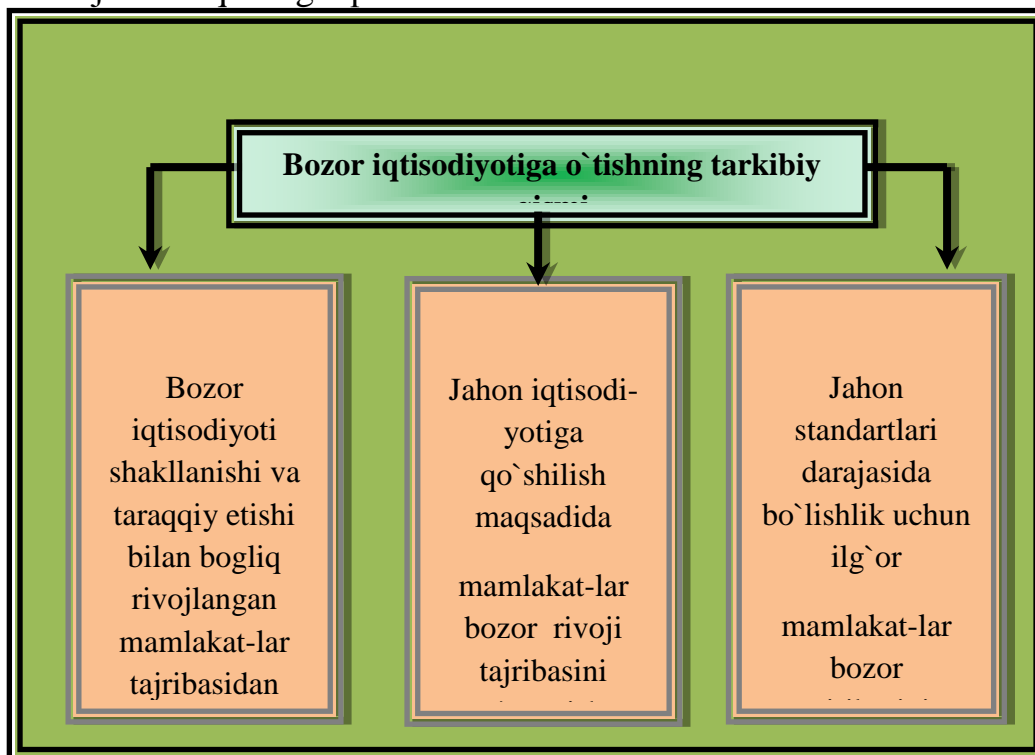 Bozor iqtisodiyotiga o`tishning tarkibiy
Bozor
iqtisodiyoti
shakllanishi va
taraqqiy etishi
bilan bogliq
rivojlangan
mamlakat-lar
tajribasidan
Jahon iqtisodi-
yotiga
qo`shilish
maqsadida
mamlakat-lar
bozor rivoji
tajribasini
Jahon
standartlari
darajasida
bo`lishlik uchun
ilg`or
mamlakat-lar
bozor